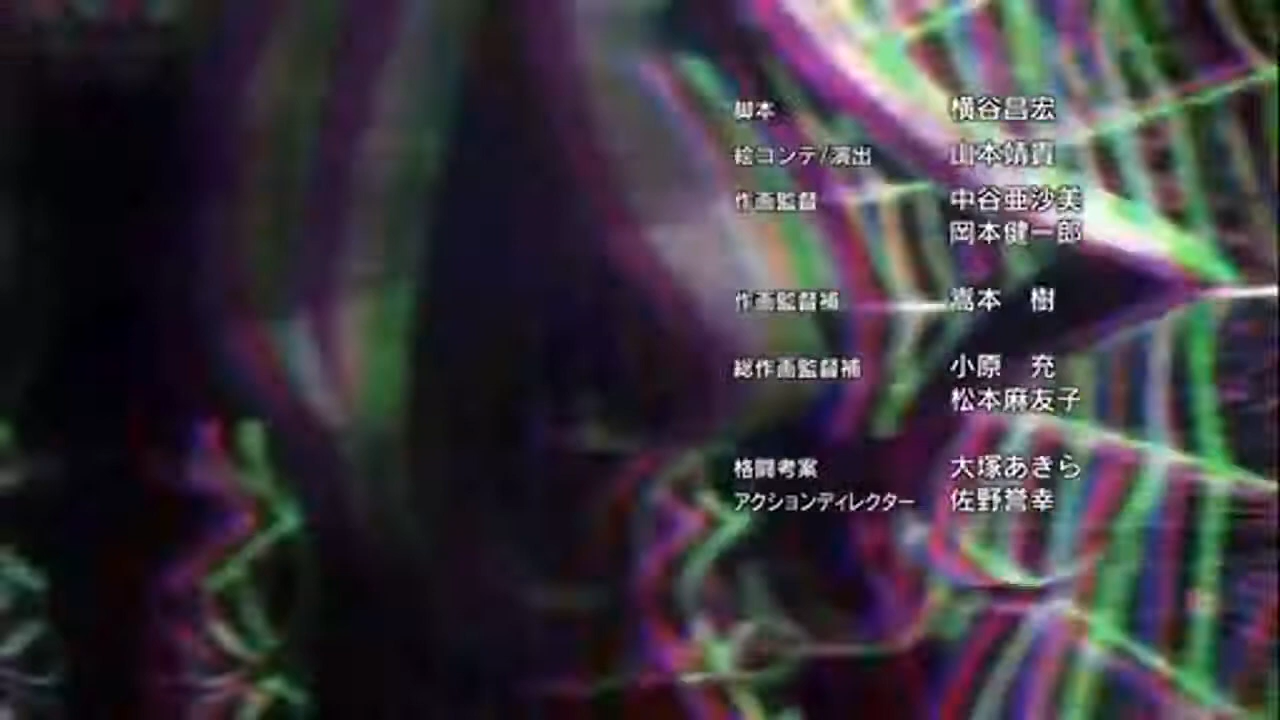 脚本 横谷昌宏
絵コンテ/演出 山本靖貴
作画監督 中谷亜沙美
岡本健一郎
作画監督補 嵩本 樹
総作画監督補 小原 充
松本麻友子
格闘考案 大塚あきら
アクションディレクター 佐野誉幸